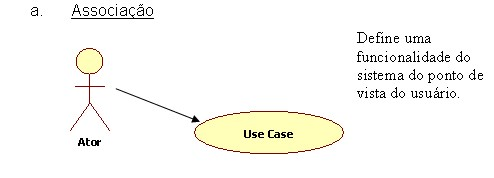 a. Associação
Define uma
funcionalidade do
sistema do ponto de
vista do usuário.
Use Case
Ator